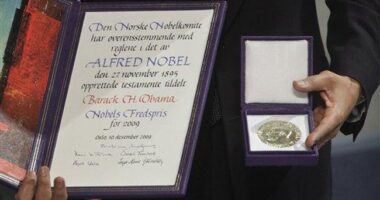 Den Norske Nobelkomite
har overensstemmende med
reglene i det av
ALFRED NOBEL
den 27 november 1895
opprettede testamente tildelt
Barack H. Obama
Nobels Fredspris
for 2009
Oslo, 10 desember 2009